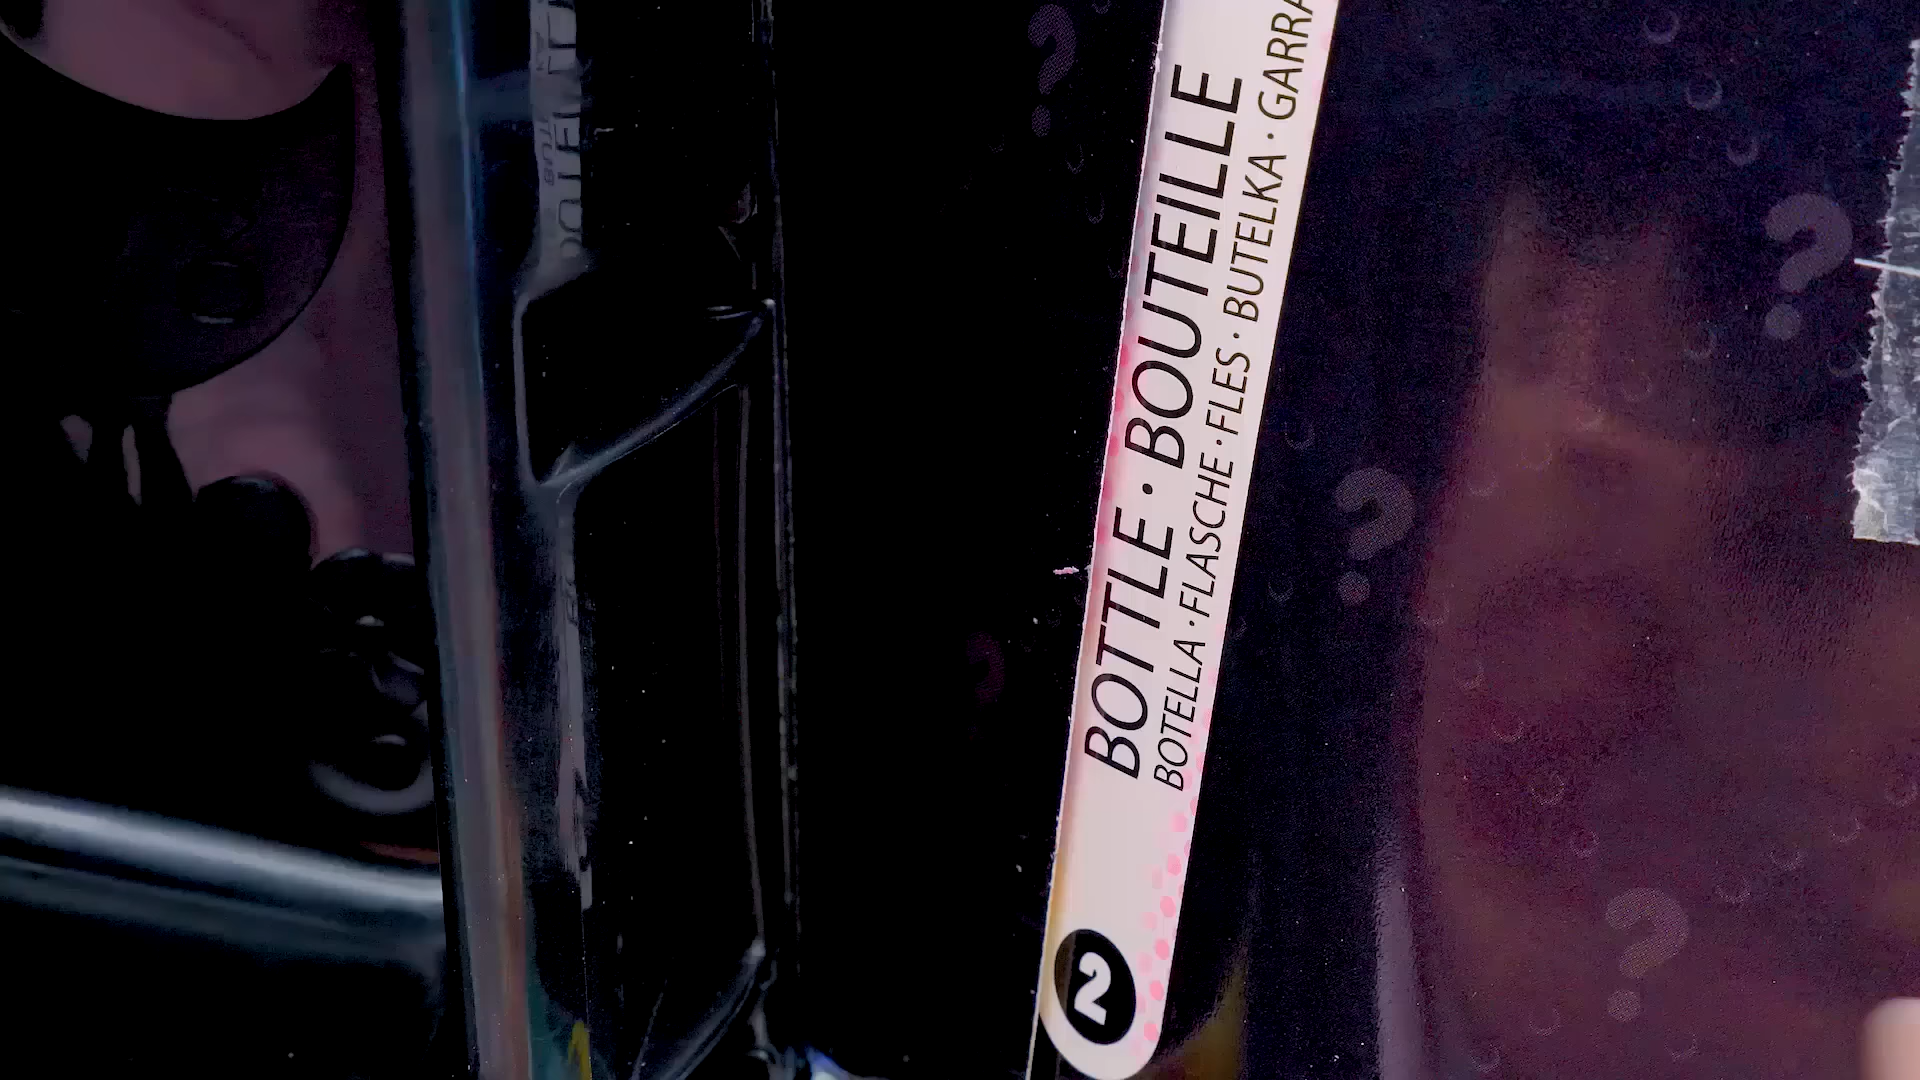 BOTTLE · BOUTEILLE
BOTELLA · FLASCHE · FLES · BUTELKA · GARRA
2